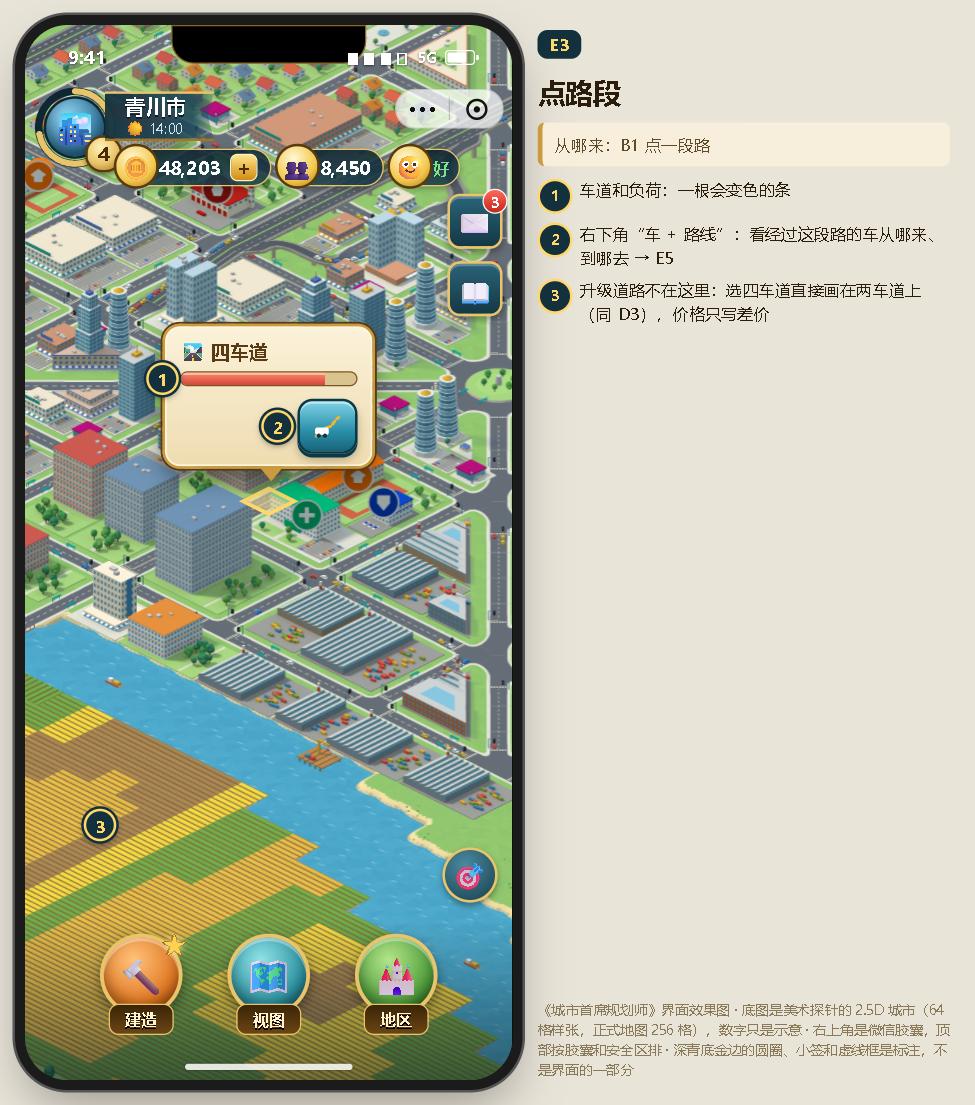 9:41
5G
青川市
14:00
4
48,203
+
8,450
好
3
四车道
1
2
3
建造
视图
地区
E3
点路段
从哪来：B1 点一段路
1 车道和负荷：一根会变色的条
2 右下角“车 + 路线”：看经过这段路的车从哪来、
到哪去 → E5
3 升级道路不在这里：选四车道直接画在两车道上
（同 D3），价格只写差价
《城市首席规划师》界面效果图 · 底图是美术探针的 2.5D 城市（64
格样张，正式地图 256 格），数字只是示意 · 右上角是微信胶囊，顶
部按胶囊和安全区排 · 深青底金边的圆圈、小签和虚线框是标注，不
是界面的一部分